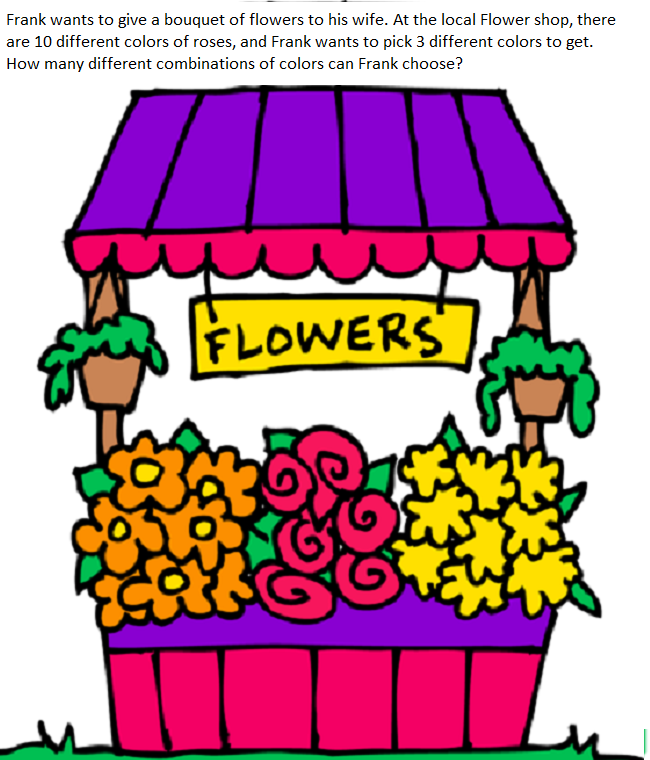 Frank wants to give a bouquet of flowers to his wife. At the local Flower shop, there
are 10 different colors of roses, and Frank wants to pick 3 different colors to get.
How many different combinations of colors can Frank choose?
FLOWERS